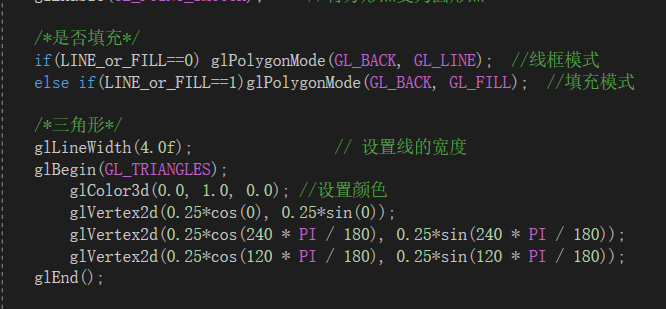 /*是否填充*/
if(LINE_or_FILL==0) glPolygonMode(GL_BACK, GL_LINE);  //线框模式
else if(LINE_or_FILL==1)glPolygonMode(GL_BACK, GL_FILL);  //填充模式
/*三角形*/
glLineWidth(4.0f);                // 设置线的宽度
glBegin(GL_TRIANGLES);
    glColor3d(0.0, 1.0, 0.0); //设置颜色
    glVertex2d(0.25*cos(0), 0.25*sin(0));
    glVertex2d(0.25*cos(240 * PI / 180), 0.25*sin(240 * PI / 180));
    glVertex2d(0.25*cos(120 * PI / 180), 0.25*sin(120 * PI / 180));
glEnd();